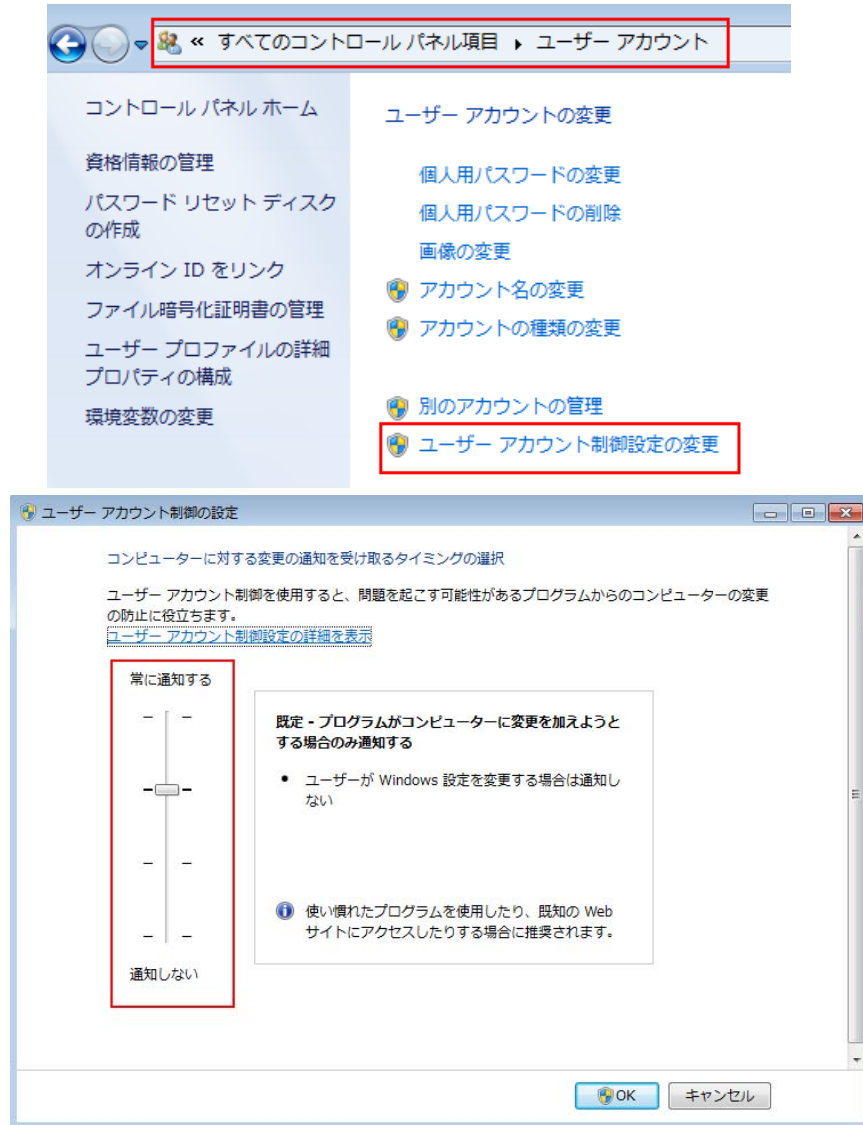 « すべてのコントロール パネル項目 ▸ ユーザー アカウント
コントロール パネル ホーム
資格情報の管理
パスワード リセット ディスク
の作成
オンライン ID をリンク
ファイル暗号化証明書の管理
ユーザー プロファイルの詳細
プロパティの構成
環境変数の変更
ユーザー アカウントの変更
個人用パスワードの変更
個人用パスワードの削除
画像の変更
アカウント名の変更
アカウントの種類の変更
別のアカウントの管理
ユーザー アカウント制御設定の変更
ユーザー アカウント制御の設定
コンピューターに対する変更の通知を受け取るタイミングの選択
ユーザー アカウント制御を使用すると、問題を起こす可能性があるプログラムからのコンピューターの変更
の防止に役立ちます。
ユーザー アカウント制御設定の詳細を表示
常に通知する
通知しない
既定 - プログラムがコンピューターに変更を加えようと
する場合のみ通知する
• ユーザーが Windows 設定を変更する場合は通知し
ない
使い慣れたプログラムを使用したり、既知の Web
サイトにアクセスしたりする場合に推奨されます。
OK
キャンセル